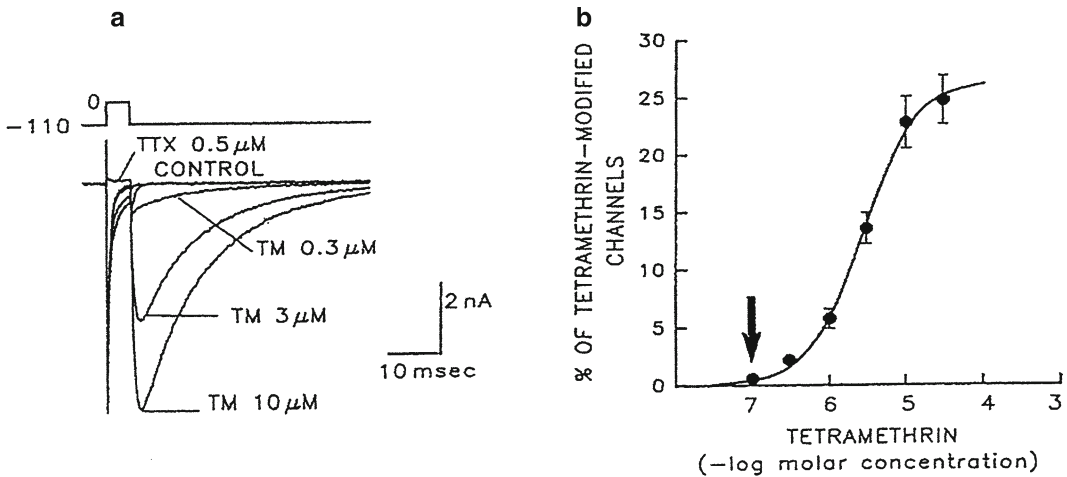 a
0
−110
TTX 0.5 μM
CONTROL
TM 0.3 μM
TM 3 μM
TM 10 μM
2 nA
10 msec
b
% OF TETRAMETHRIN−MODIFIED
CHANNELS
30
25
20
15
10
5
0
7 6 5 4 3
TETRAMETHRIN
(−log molar concentration)